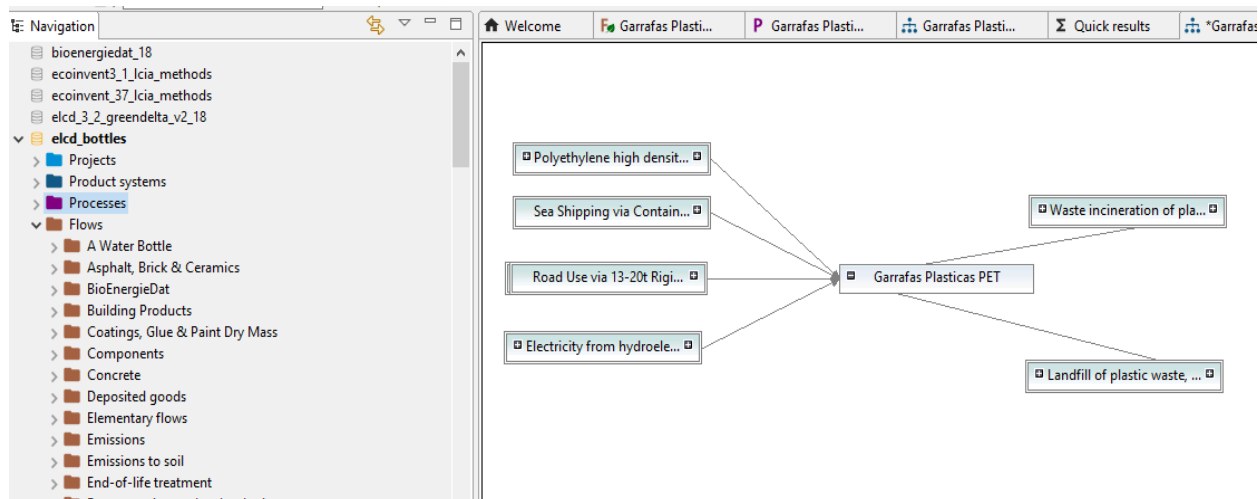 Navigation
bioenergiedat_18
ecoinvent3_1_lcia_methods
ecoinvent_37_lcia_methods
elcd_3_2_greendelta_v2_18
elcd_bottles
Projects
Product systems
Processes
Flows
A Water Bottle
Asphalt, Brick & Ceramics
BioEnergieDat
Building Products
Coatings, Glue & Paint Dry Mass
Components
Concrete
Deposited goods
Elementary flows
Emissions
Emissions to soil
End-of-life treatment
Welcome
Garrafas Plasti...
P Garrafas Plasti...
Garrafas Plasti...
Σ Quick results
*Garrafas
Polyethylene high densit...
Sea Shipping via Contain...
Road Use via 13-20t Rigi...
Electricity from hydroele...
Garrafas Plasticas PET
Waste incineration of pla...
Landfill of plastic waste, ...